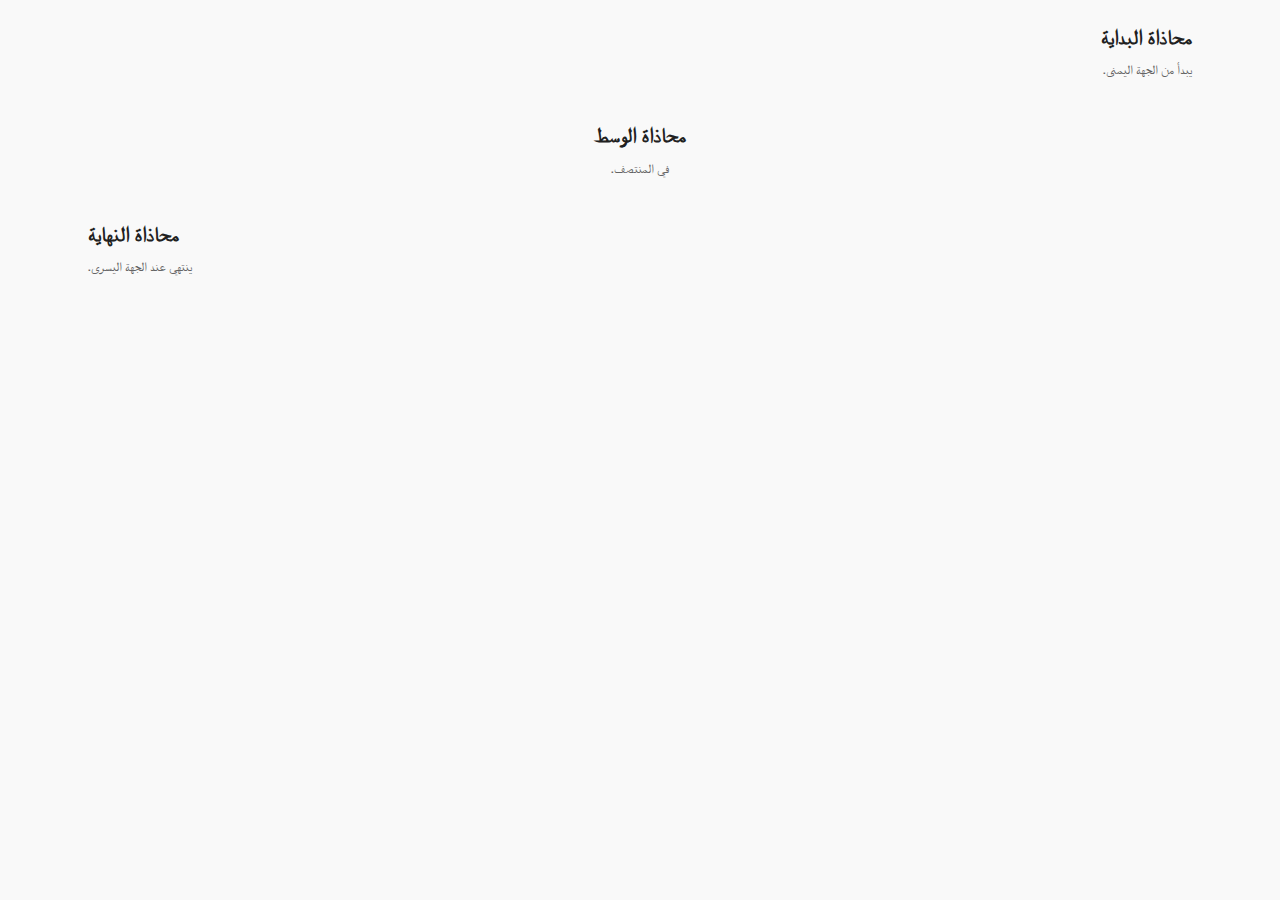 محاذاة البداية
يبدأ من الجهة اليمنى.
محاذاة الوسط
في المنتصف.
محاذاة النهاية
ينتهي عند الجهة اليسرى.